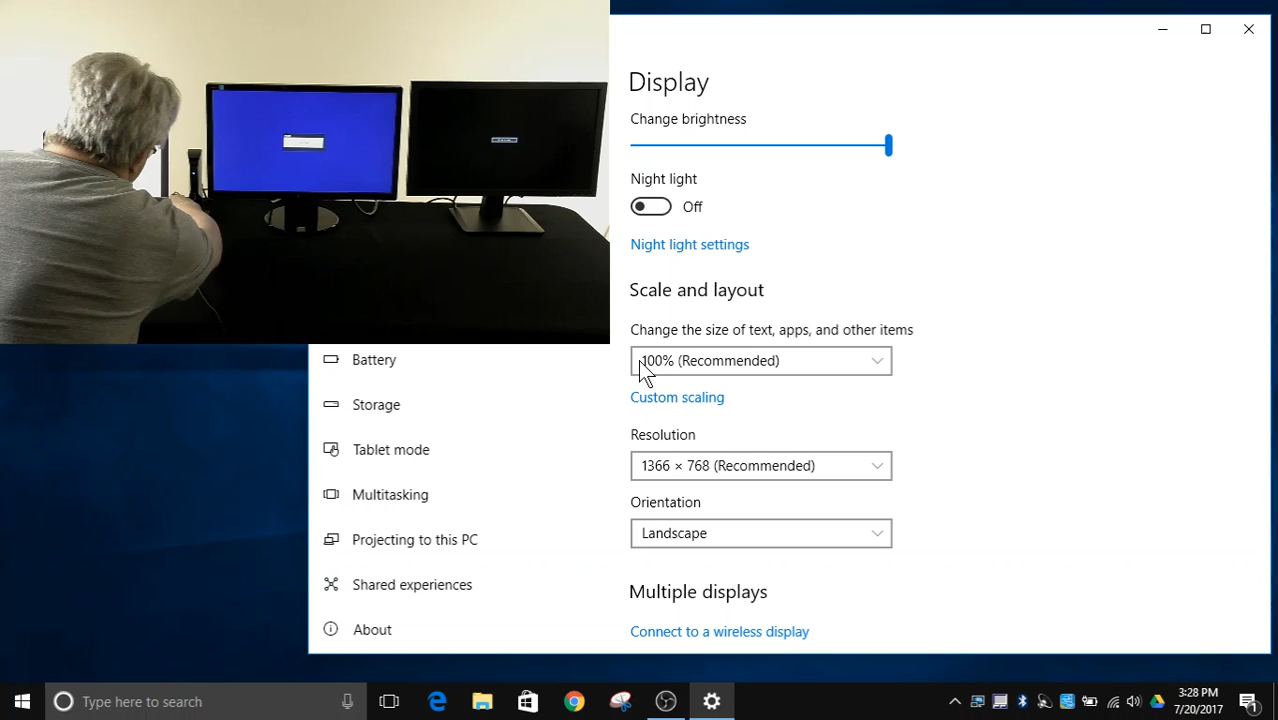 Display
Change brightness
Night light
Off
Night light settings
Scale and layout
Change the size of text, apps, and other items
100% (Recommended)
Custom scaling
Resolution
1366 × 768 (Recommended)
Orientation
Landscape
Multiple displays
Connect to a wireless display
Battery
Storage
Tablet mode
Multitasking
Projecting to this PC
Shared experiences
About
Type here to search
3:28 PM
7/20/2017
1